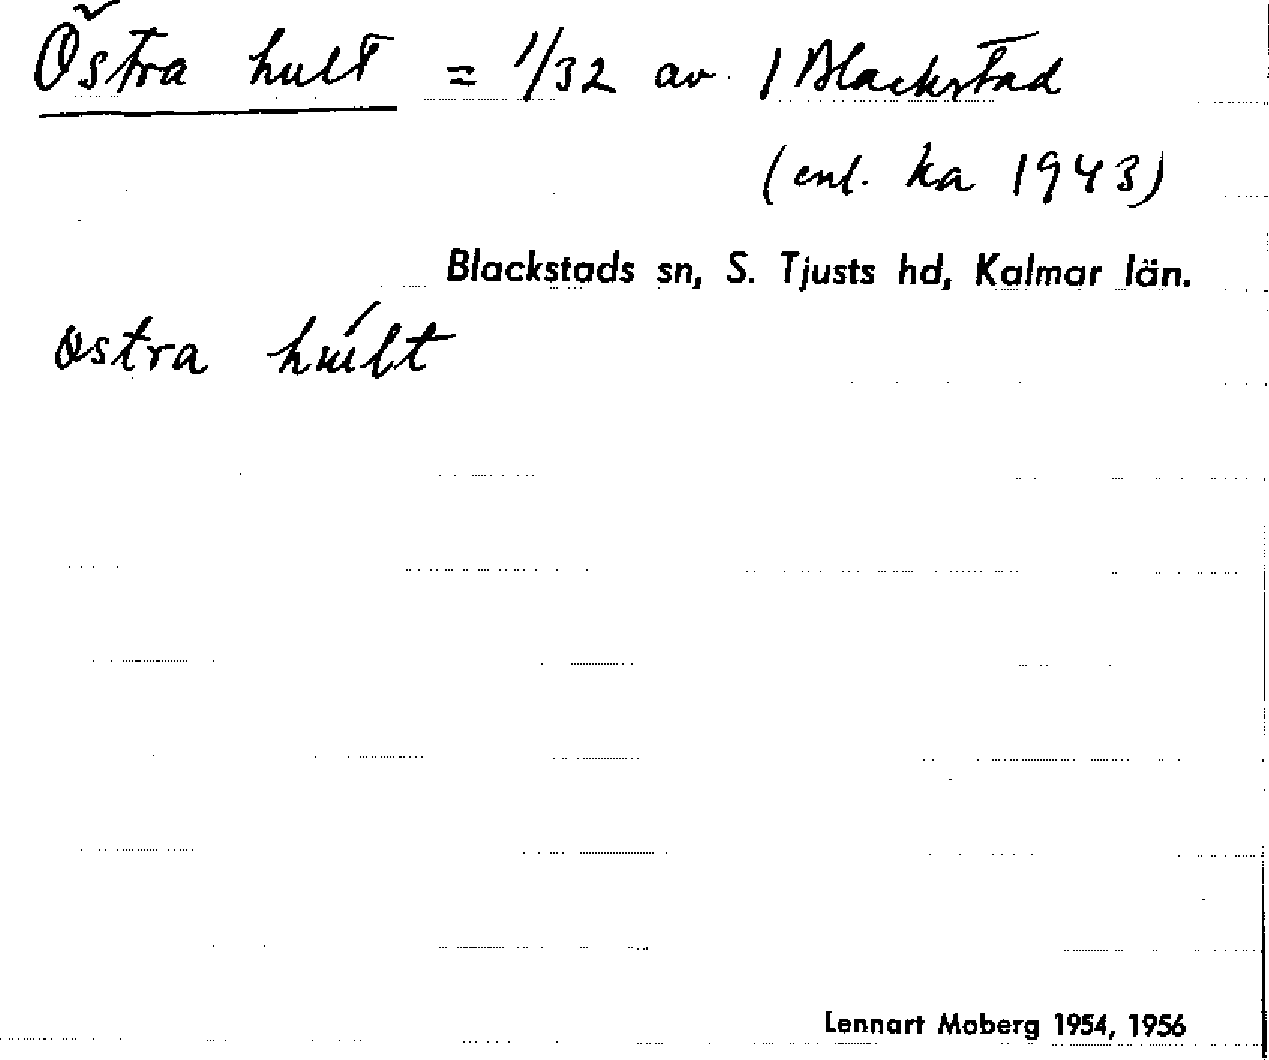 Östra hult = 1/32 av 1 Blackstad
(enl. ka 1943)
Blackstads sn, S. Tjusts hd, Kalmar län.
østra húlt
Lennart Moberg 1954, 1956